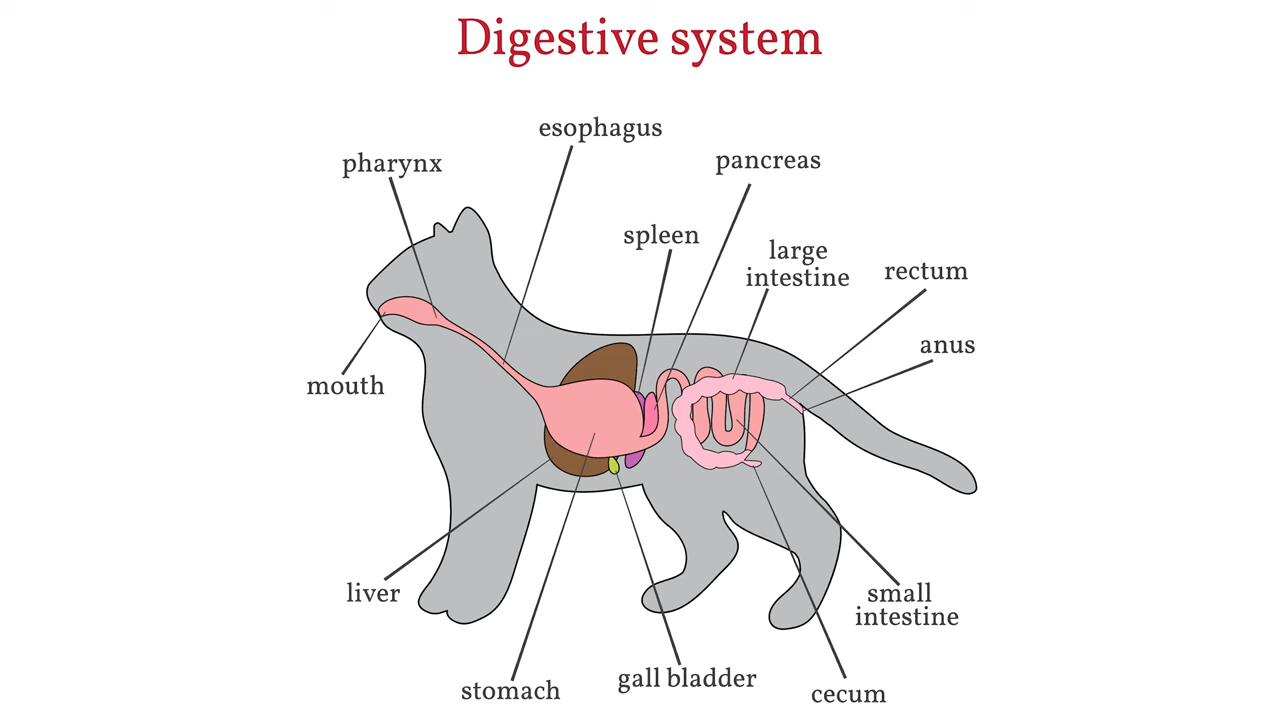 Digestive system
esophagus
pharynx
pancreas
spleen
large
intestine
rectum
anus
mouth
liver
small
intestine
stomach
gall bladder
cecum